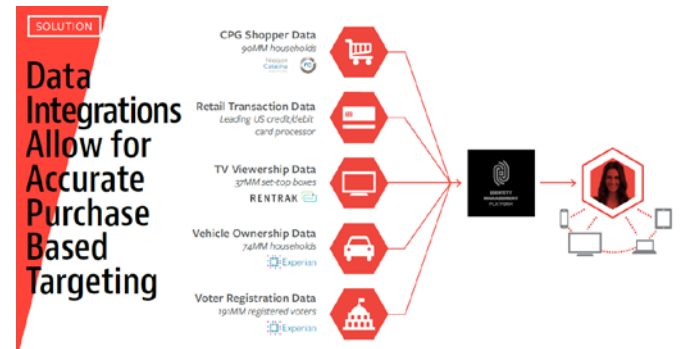 SOLUTION
Data
Integrations
Allow for
Accurate
Purchase
Based
Targeting
CPG Shopper Data
90MM households
Nielsen
Catalina
Retail Transaction Data
Leading US credit/debit
card processor
TV Viewership Data
37MM set-top boxes
RENTRAK
Vehicle Ownership Data
74MM households
Experian
Voter Registration Data
191MM registered voters
Experian
IDENTITY
MANAGEMENT
PLATFORM